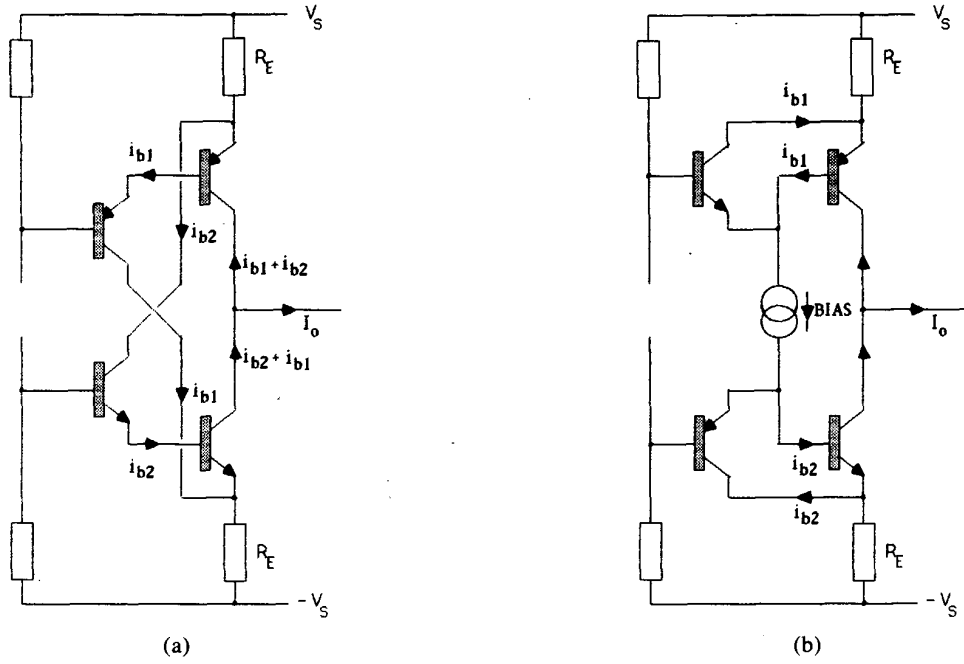 V_S
R_E
i_b1
i_b2
i_b1 + i_b2
I_o
i_b2 + i_b1
i_b1
i_b2
R_E
- V_S
(a)
V_S
R_E
i_b1
i_b1
BIAS
I_o
i_b2
i_b2
R_E
- V_S
(b)